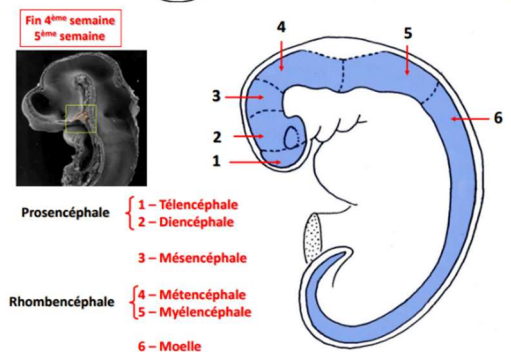 Fin 4ème semaine
5ème semaine
4
5
3
6
2
1
Prosencéphale
1 – Télencéphale
2 – Diencéphale
3 – Mésencéphale
Rhombencéphale
4 – Métencéphale
5 – Myélencéphale
6 – Moelle